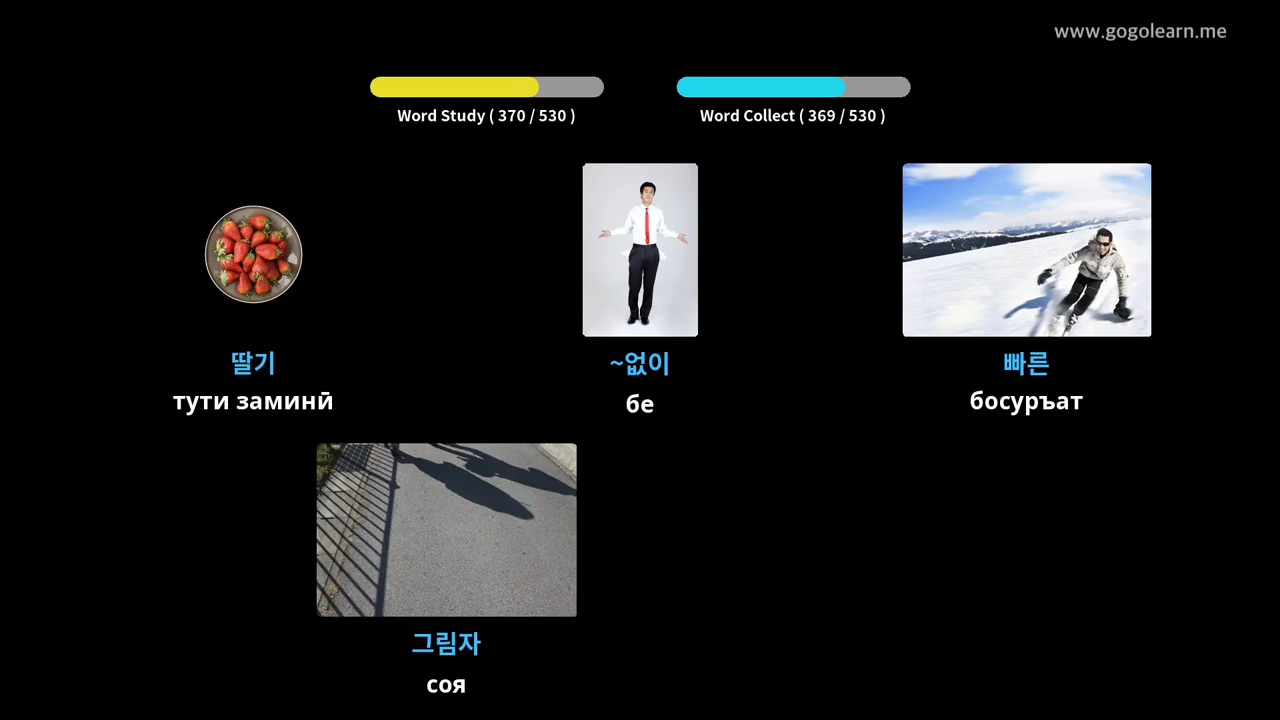 www.gogolearn.me
Word Study ( 370 / 530 )
Word Collect ( 369 / 530 )
딸기
тути заминӣ
~없이
бе
빠른
босуръат
그림자
соя